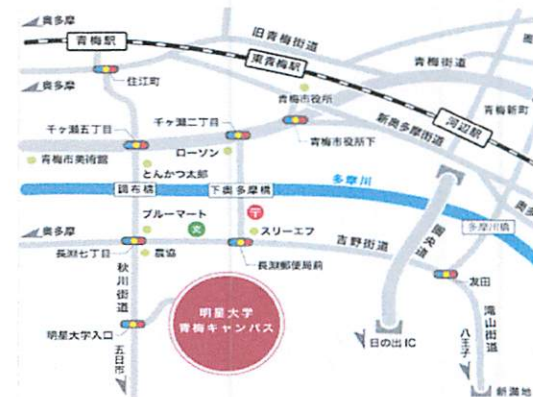 奥多摩
青梅駅
旧青梅街道
東青梅駅
青梅街道
奥多摩
住江町
青梅市役所
青梅新町
千ヶ瀬五丁目
千ヶ瀬二丁目
青梅市役所下
新奥多摩街道
河辺駅
ローソン
青梅市美術館
とんかつ太郎
多摩川
調布橋
下奥多摩橋
ブルーマート
〒
スリーエフ
奥多摩
文
吉野街道
圏央道
多摩川橋
長淵七丁目
農協
長淵郵便局前
秋川街道
友田
明星大学
青梅キャンパス
滝山街道
明星大学入口
日の出 IC
八王子
五日市
新満地